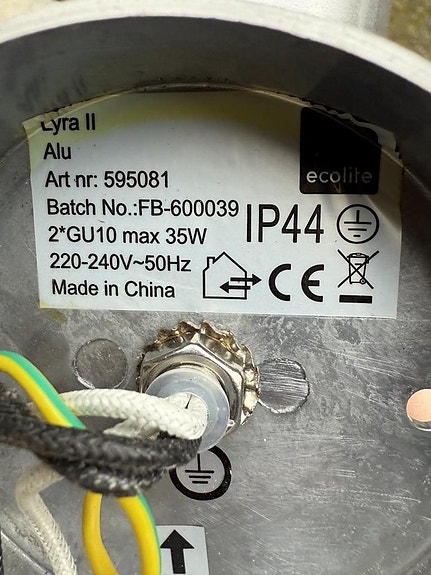 Lyra II
Alu
ecolite
Art nr: 595081
Batch No.:FB-600039
IP44
2*GU10 max 35W
220-240V~50Hz
CE
Made in China